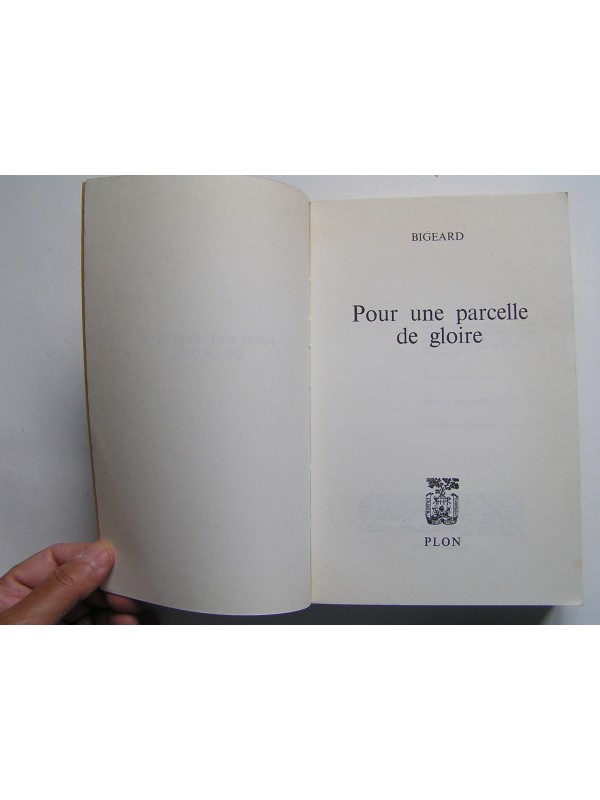 BIGEARD
Pour une parcelle
de gloire
PLON